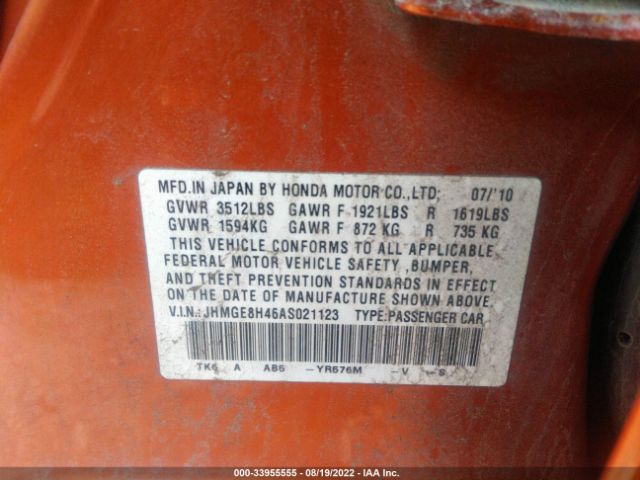 MFD.IN JAPAN BY HONDA MOTOR CO.,LTD; 07/'10
GVWR 3512LBS GAWR F 1921LBS R 1619LBS
GVWR 1594KG GAWR F 872 KG R 735 KG
THIS VEHICLE CONFORMS TO ALL APPLICABLE
FEDERAL MOTOR VEHICLE SAFETY ,BUMPER,
AND THEFT PREVENTION STANDARDS IN EFFECT
ON THE DATE OF MANUFACTURE SHOWN ABOVE.
V.I.N.:JHMGE8H46AS021123 TYPE:PASSENGER CAR
TK6 A AB6 -YR676M -V -S
000-33955555 - 08/19/2022 - IAA Inc.